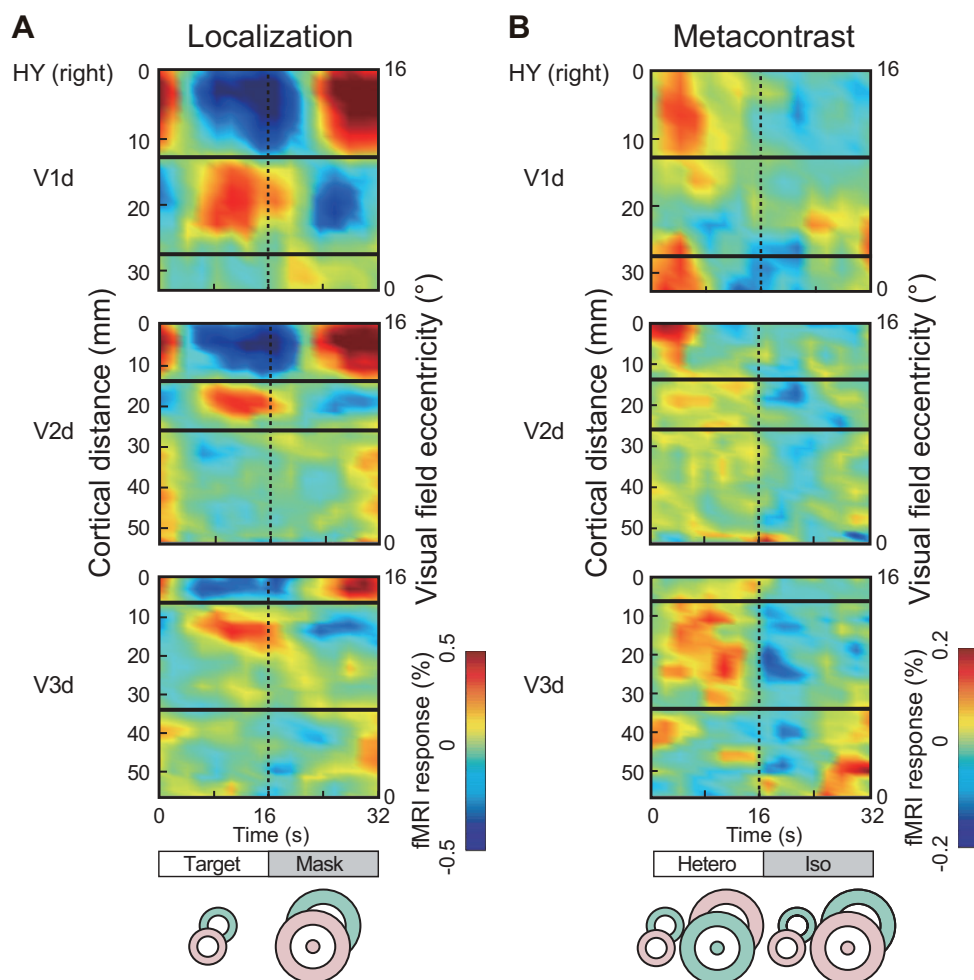 A
Localization
HY (right)
0
10
20
30
16
0
V1d
0
10
20
30
40
50
16
0
V2d
0
10
20
30
40
50
16
0
V3d
Cortical distance (mm)
Visual field eccentricity (°)
0
16
32
Time (s)
0.5
0
-0.5
fMRI response (%)
Target
Mask
B
Metacontrast
HY (right)
0
10
20
30
16
0
V1d
0
10
20
30
40
50
16
0
V2d
0
10
20
30
40
50
16
0
V3d
Cortical distance (mm)
Visual field eccentricity (°)
0
16
32
Time (s)
0.2
0
-0.2
fMRI response (%)
Hetero
Iso